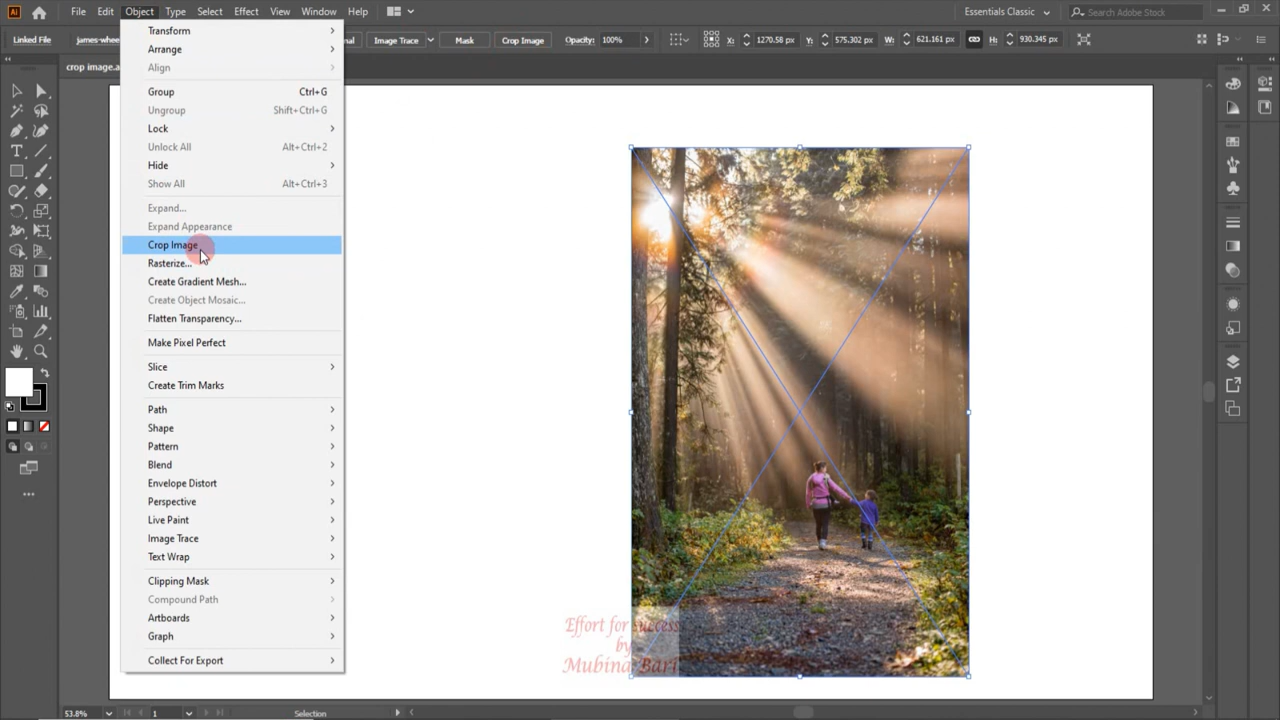 Ai File Edit Object Type Select Effect View Window Help Essentials Classic Search Adobe Stock
Linked File james-whee Image Trace Mask Crop Image Opacity: 100% X: 1270.58 px Y: 575.302 px W: 621.161 px H: 930.345 px
crop image.a
Transform
Arrange
Align
Group Ctrl+G
Ungroup Shift+Ctrl+G
Lock
Unlock All Alt+Ctrl+2
Hide
Show All Alt+Ctrl+3
Expand...
Expand Appearance
Crop Image
Rasterize...
Create Gradient Mesh...
Create Object Mosaic...
Flatten Transparency...
Make Pixel Perfect
Slice
Create Trim Marks
Path
Shape
Pattern
Blend
Envelope Distort
Perspective
Live Paint
Image Trace
Text Wrap
Clipping Mask
Compound Path
Artboards
Graph
Collect For Export
Effort for success
by
Mubina Bari
53.8% 1 Selection